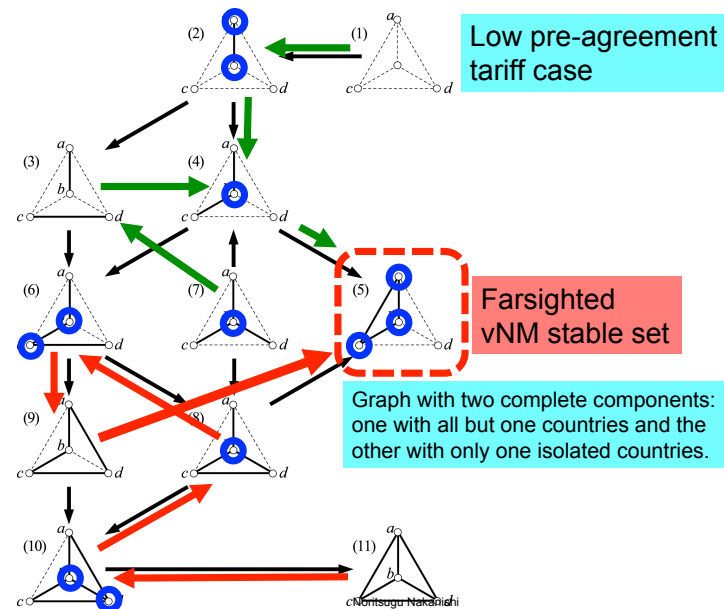 (2)
(1)
a
c
d
Low pre-agreement
tariff case
(3)
a
b
c
d
(4)
a
c
d
(6)
a
d
(7)
a
c
d
(5)
d
Farsighted
vNM stable set
Graph with two complete components:
one with all but one countries and the
other with only one isolated countries.
(9)
a
b
c
d
(8)
a
c
d
(10)
a
c
(11)
a
b
c
Noritsugu Nakanishi